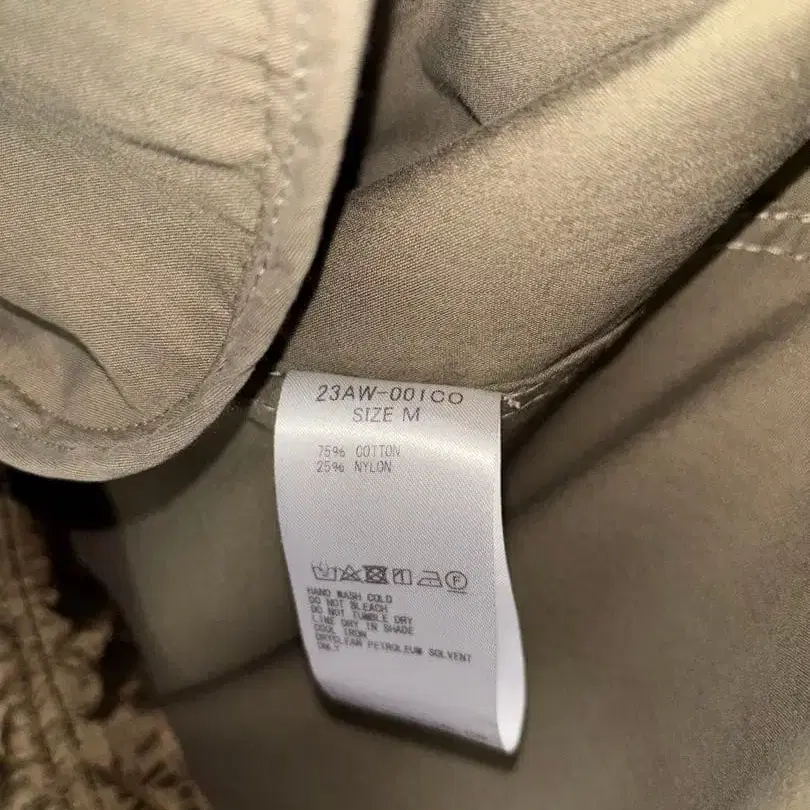 23AW-001CO
SIZE M
75% COTTON
25% NYLON
HAND WASH COLD
DO NOT BLEACH
DO NOT TUMBLE DRY
LINE DRY IN SHADE
COOL IRON
DRYCLEAN PETROLEUM SOLVENT
ONLY